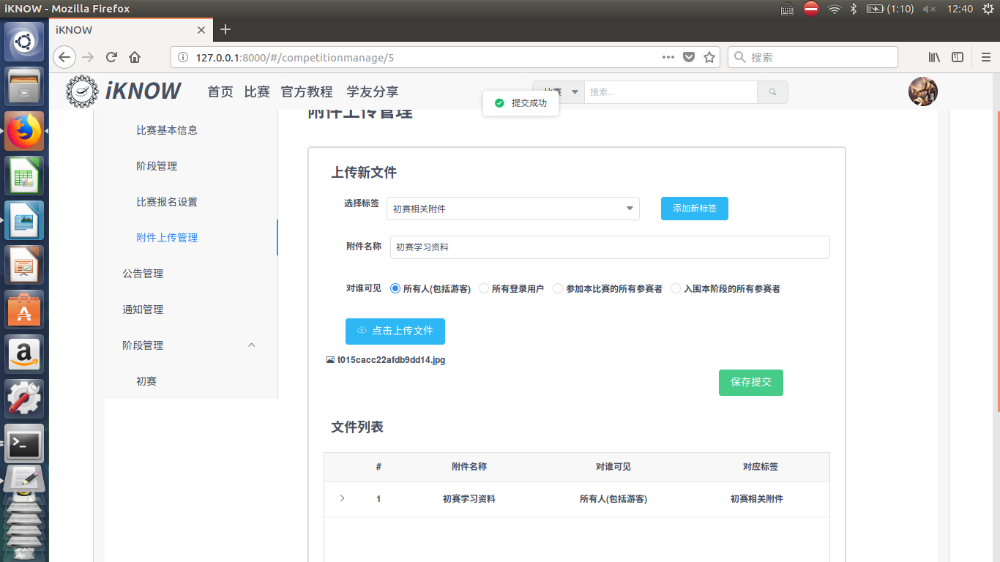 iKNOW - Mozilla Firefox
(1:10)
12:40
iKNOW
127.0.0.1:8000/#/competitionmanage/5
搜索
iKNOW
首页 比赛 官方教程 学友分享
搜索...
提交成功
附件上传管理
比赛基本信息
阶段管理
比赛报名设置
附件上传管理
公告管理
通知管理
阶段管理
初赛
上传新文件
选择标签 初赛相关附件 添加新标签
附件名称 初赛学习资料
对谁可见 所有人(包括游客) 所有登录用户 参加本比赛的所有参赛者 入围本阶段的所有参赛者
点击上传文件
t015cacc22afdb9dd14.jpg
保存提交
文件列表
# 附件名称 对谁可见 对应标签
1 初赛学习资料 所有人(包括游客) 初赛相关附件